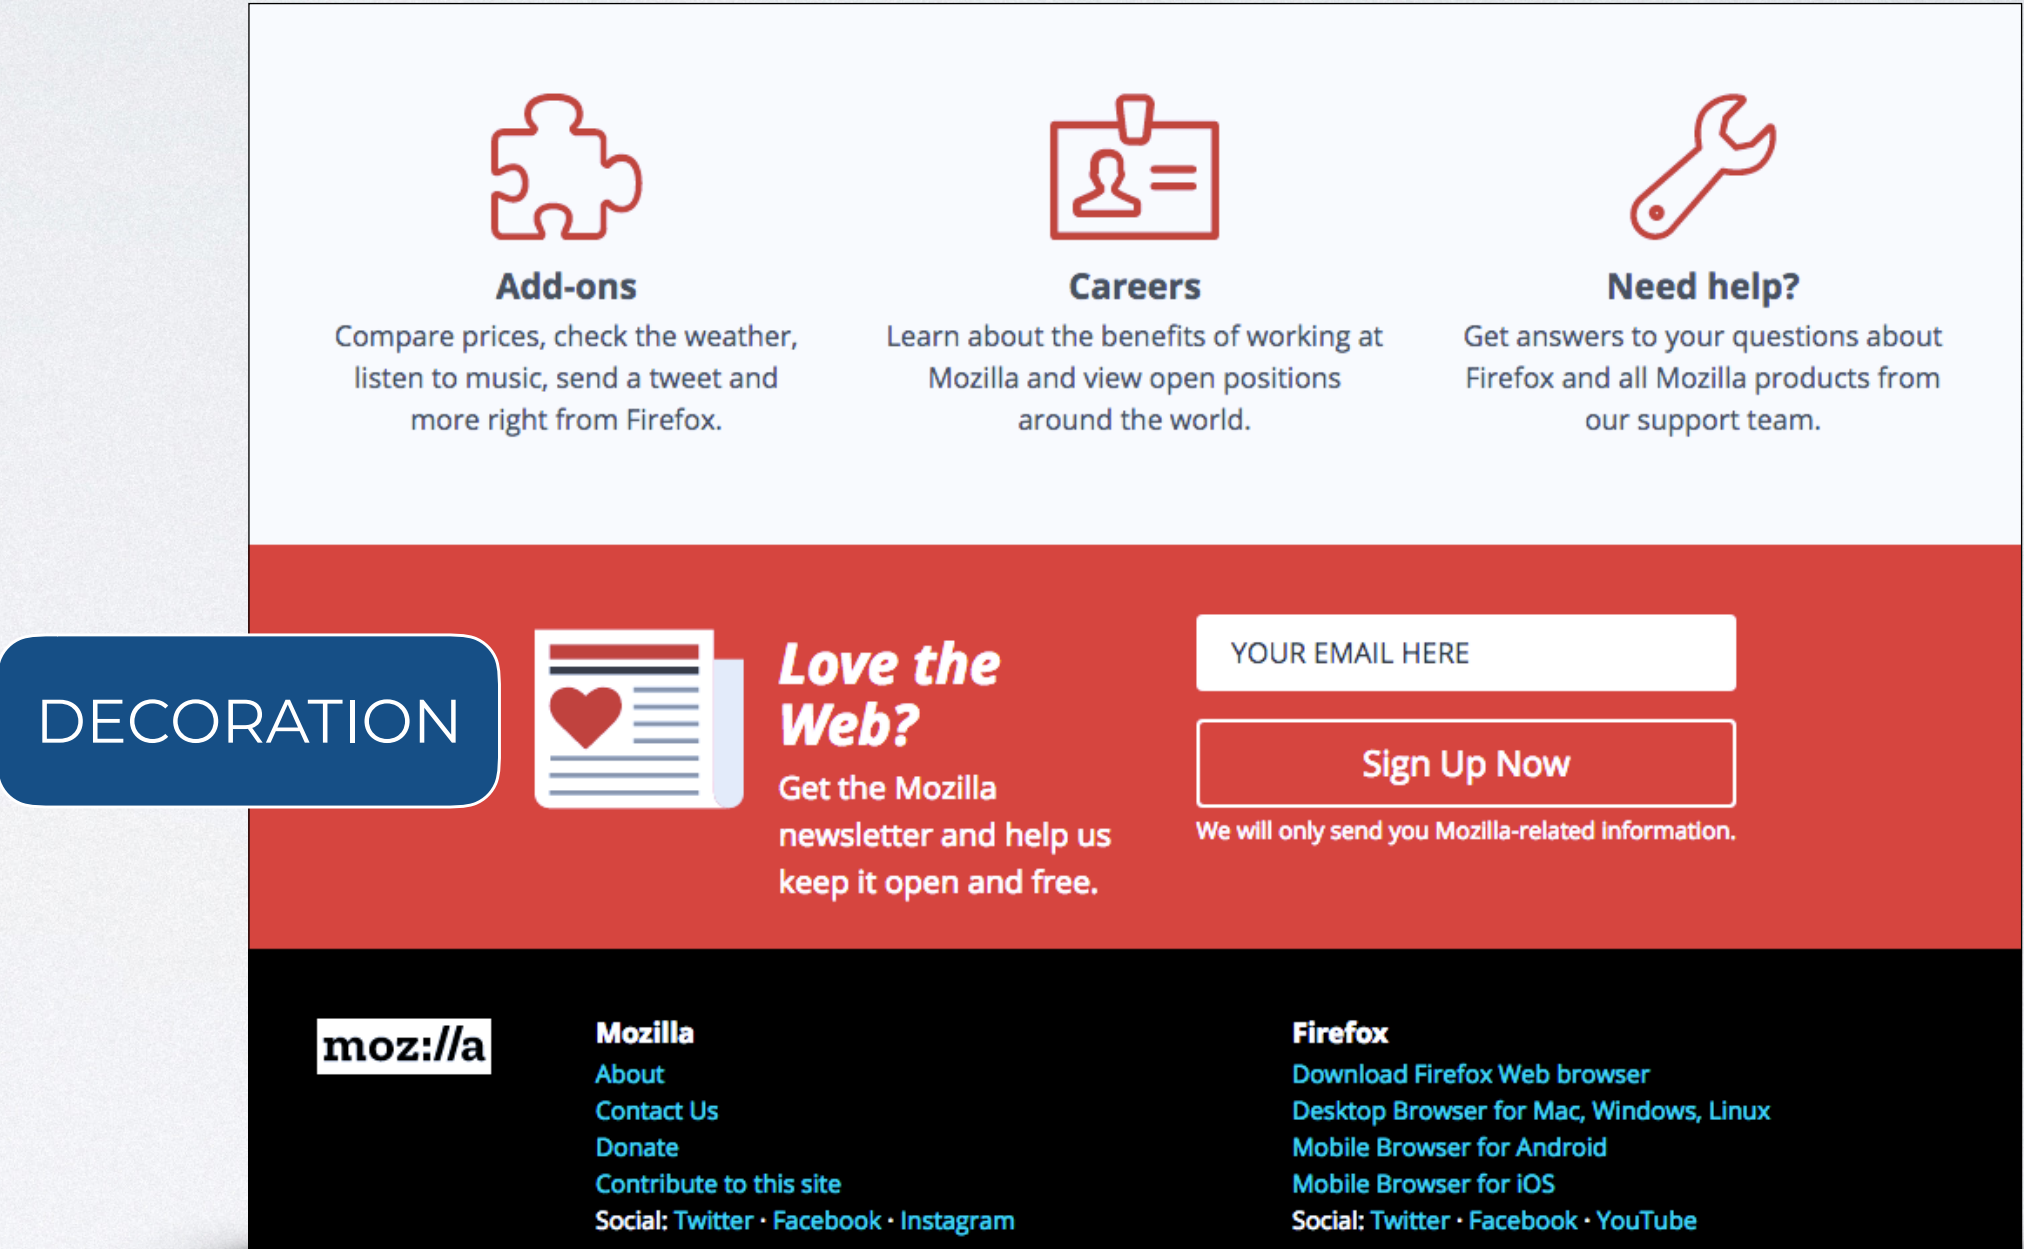 Add-ons
Compare prices, check the weather,
listen to music, send a tweet and
more right from Firefox.
Careers
Learn about the benefits of working at
Mozilla and view open positions
around the world.
Need help?
Get answers to your questions about
Firefox and all Mozilla products from
our support team.
DECORATION
Love the
Web?
Get the Mozilla
newsletter and help us
keep it open and free.
YOUR EMAIL HERE
Sign Up Now
We will only send you Mozilla-related information.
moz://a
Mozilla
About
Contact Us
Donate
Contribute to this site
Social: Twitter · Facebook · Instagram
Firefox
Download Firefox Web browser
Desktop Browser for Mac, Windows, Linux
Mobile Browser for Android
Mobile Browser for iOS
Social: Twitter · Facebook · YouTube